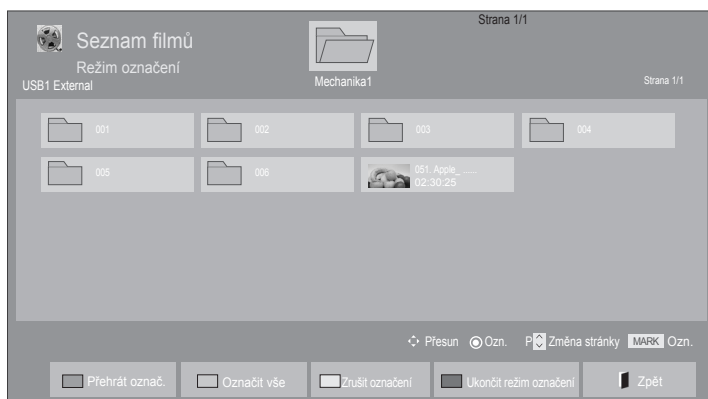 Strana 1/1
Seznam filmů
Režim označení
USB1 External
Mechanika1
Strana 1/1
001
002
003
004
005
006
051. Apple_ ......
02:30:25
Přesun
Ozn.
P Změna stránky
MARK Ozn.
Přehrát označ.
Označit vše
Zrušit označení
Ukončit režim označení
Zpět